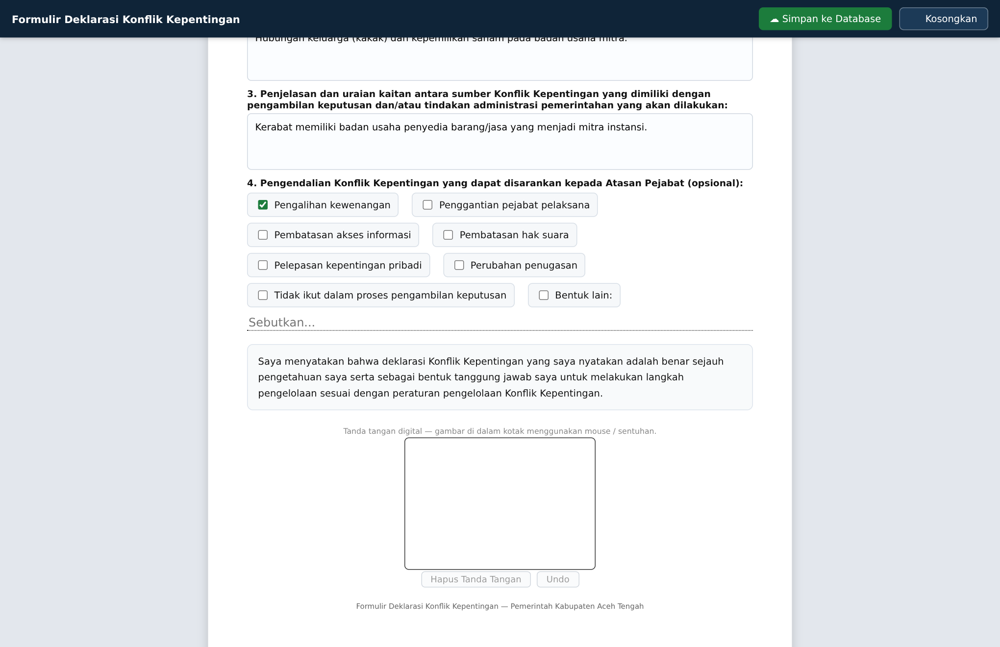 Formulir Deklarasi Konflik Kepentingan
☁ Simpan ke Database
Kosongkan
Hubungan keluarga (kakak) dan kepemilikan saham pada badan usaha mitra.
3. Penjelasan dan uraian kaitan antara sumber Konflik Kepentingan yang dimiliki dengan
pengambilan keputusan dan/atau tindakan administrasi pemerintahan yang akan dilakukan:
Kerabat memiliki badan usaha penyedia barang/jasa yang menjadi mitra instansi.
4. Pengendalian Konflik Kepentingan yang dapat disarankan kepada Atasan Pejabat (opsional):
Pengalihan kewenangan
Penggantian pejabat pelaksana
Pembatasan akses informasi
Pembatasan hak suara
Pelepasan kepentingan pribadi
Perubahan penugasan
Tidak ikut dalam proses pengambilan keputusan
Bentuk lain:
Sebutkan...
Saya menyatakan bahwa deklarasi Konflik Kepentingan yang saya nyatakan adalah benar sejauh
pengetahuan saya serta sebagai bentuk tanggung jawab saya untuk melakukan langkah
pengelolaan sesuai dengan peraturan pengelolaan Konflik Kepentingan.
Tanda tangan digital — gambar di dalam kotak menggunakan mouse / sentuhan.
Hapus Tanda Tangan
Undo
Formulir Deklarasi Konflik Kepentingan — Pemerintah Kabupaten Aceh Tengah